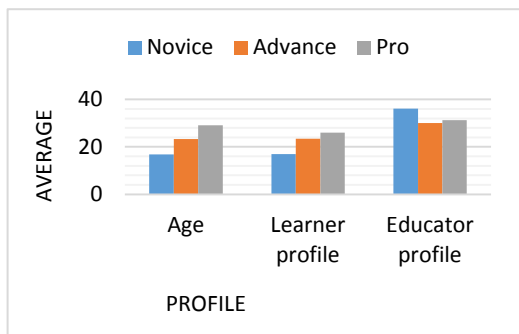 Novice Advance Pro
AVERAGE
40
20
0
Age
Learner
profile
Educator
profile
PROFILE